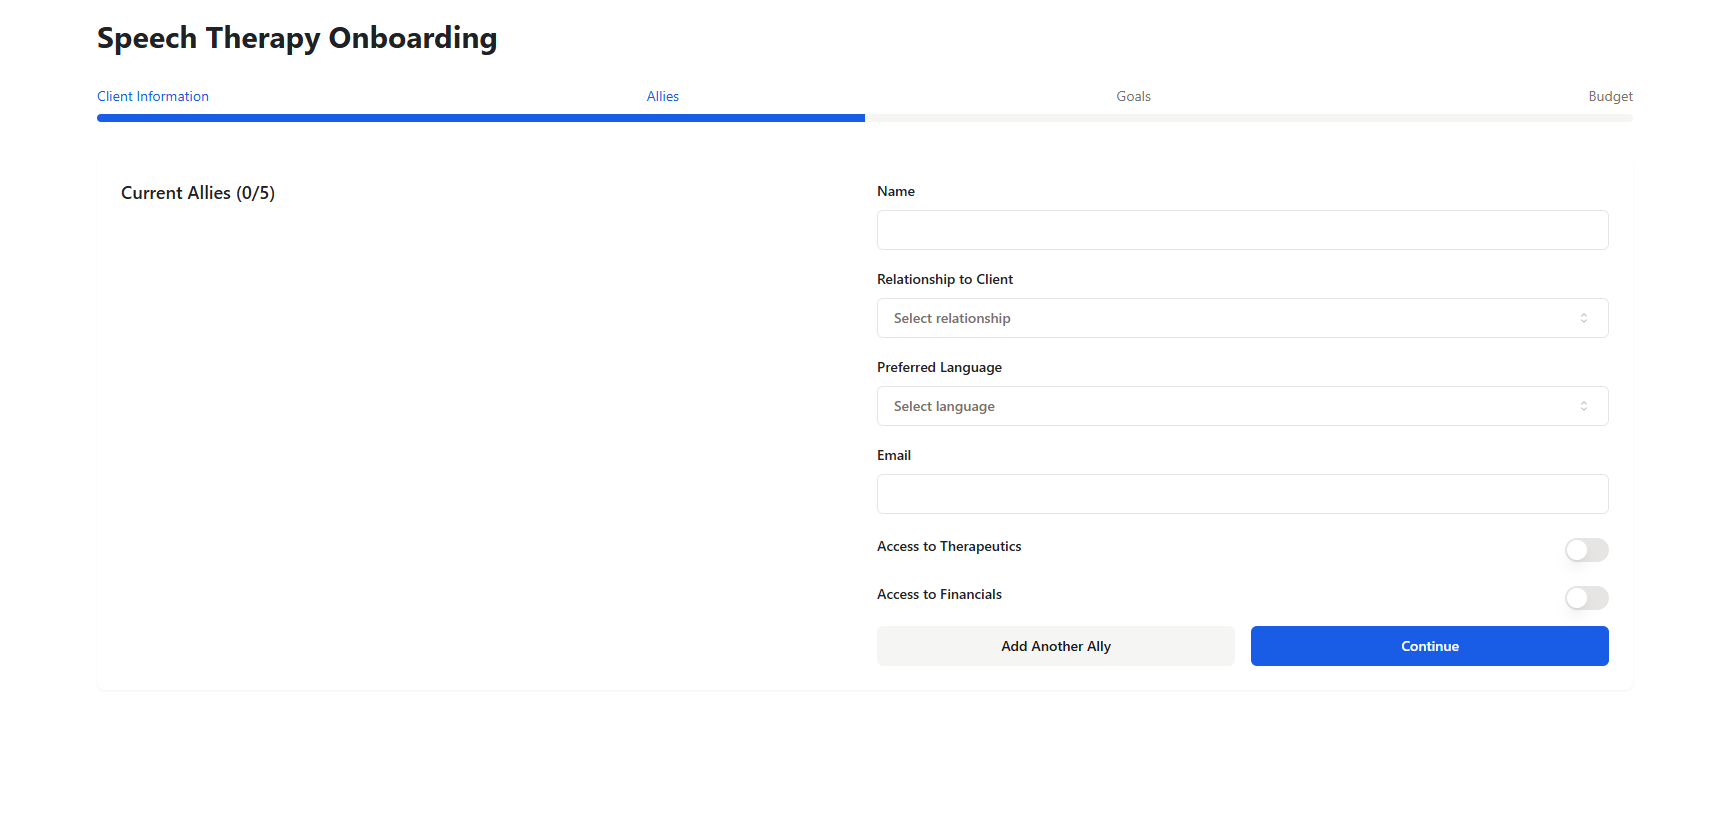 Speech Therapy Onboarding
Client Information
Allies
Goals
Budget
Current Allies (0/5)
Name
Relationship to Client
Select relationship
Preferred Language
Select language
Email
Access to Therapeutics
Access to Financials
Add Another Ally
Continue